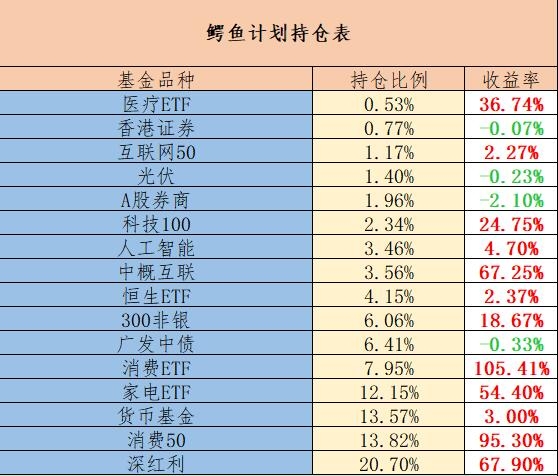 鳄鱼计划持仓表
基金品种 持仓比例 收益率
医疗ETF 0.53% 36.74%
香港证券 0.77% -0.07%
互联网50 1.17% 2.27%
光伏 1.40% -0.23%
A股券商 1.96% -2.10%
科技100 2.34% 24.75%
人工智能 3.46% 4.70%
中概互联 3.56% 67.25%
恒生ETF 4.15% 2.37%
300非银 6.06% 18.67%
广发中债 6.41% -0.33%
消费ETF 7.95% 105.41%
家电ETF 12.15% 54.40%
货币基金 13.57% 3.00%
消费50 13.82% 95.30%
深红利 20.70% 67.90%